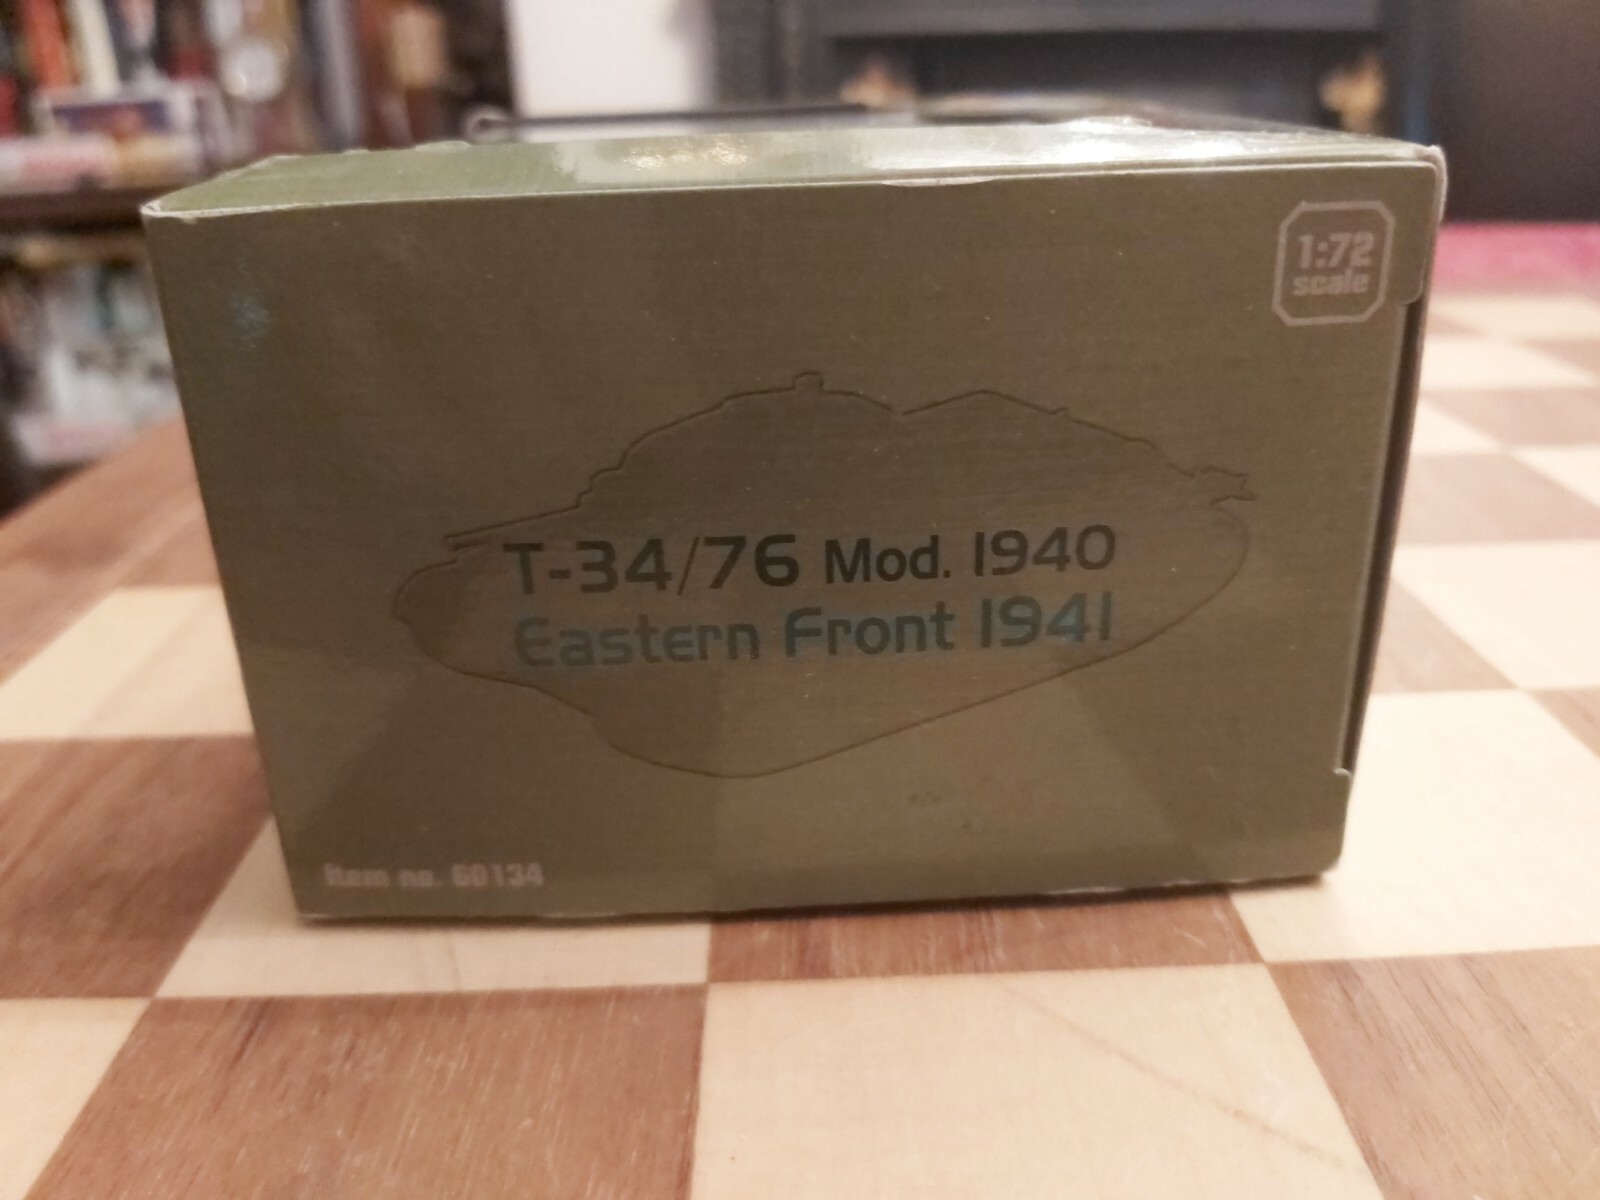 1:72
scale
T-34/76 Mod. 1940
Eastern Front 1941
Item no. 60134